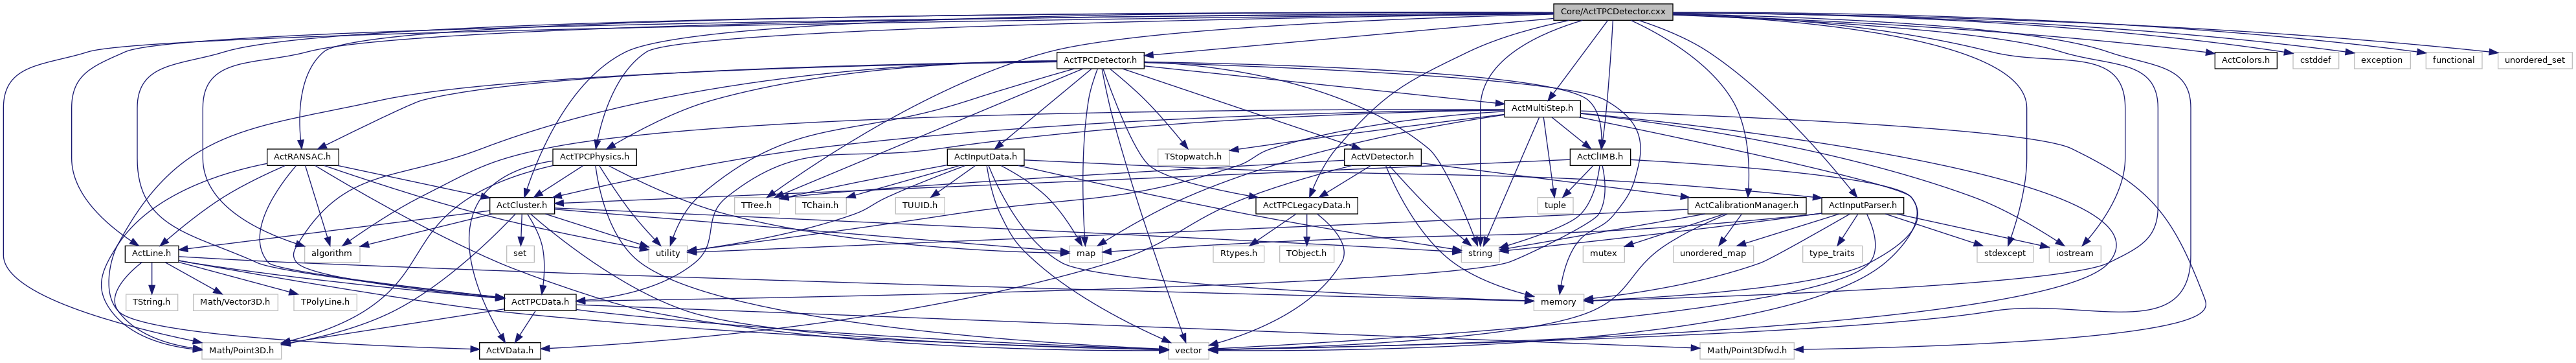 Core/ActTPCDetector.cxx
ActTPCDetector.h
ActColors.h
cstddef
exception
functional
unordered_set
ActMultiStep.h
ActRANSAC.h
ActTPCPhysics.h
ActInputData.h
TStopwatch.h
ActVDetector.h
ActClIMB.h
ActCluster.h
TTree.h
TChain.h
TUUID.h
ActTPCLegacyData.h
tuple
ActCalibrationManager.h
ActInputParser.h
ActLine.h
algorithm
set
utility
map
Rtypes.h
TObject.h
string
mutex
unordered_map
type_traits
stdexcept
iostream
TString.h
Math/Vector3D.h
TPolyLine.h
ActTPCData.h
memory
Math/Point3D.h
ActVData.h
vector
Math/Point3Dfwd.h